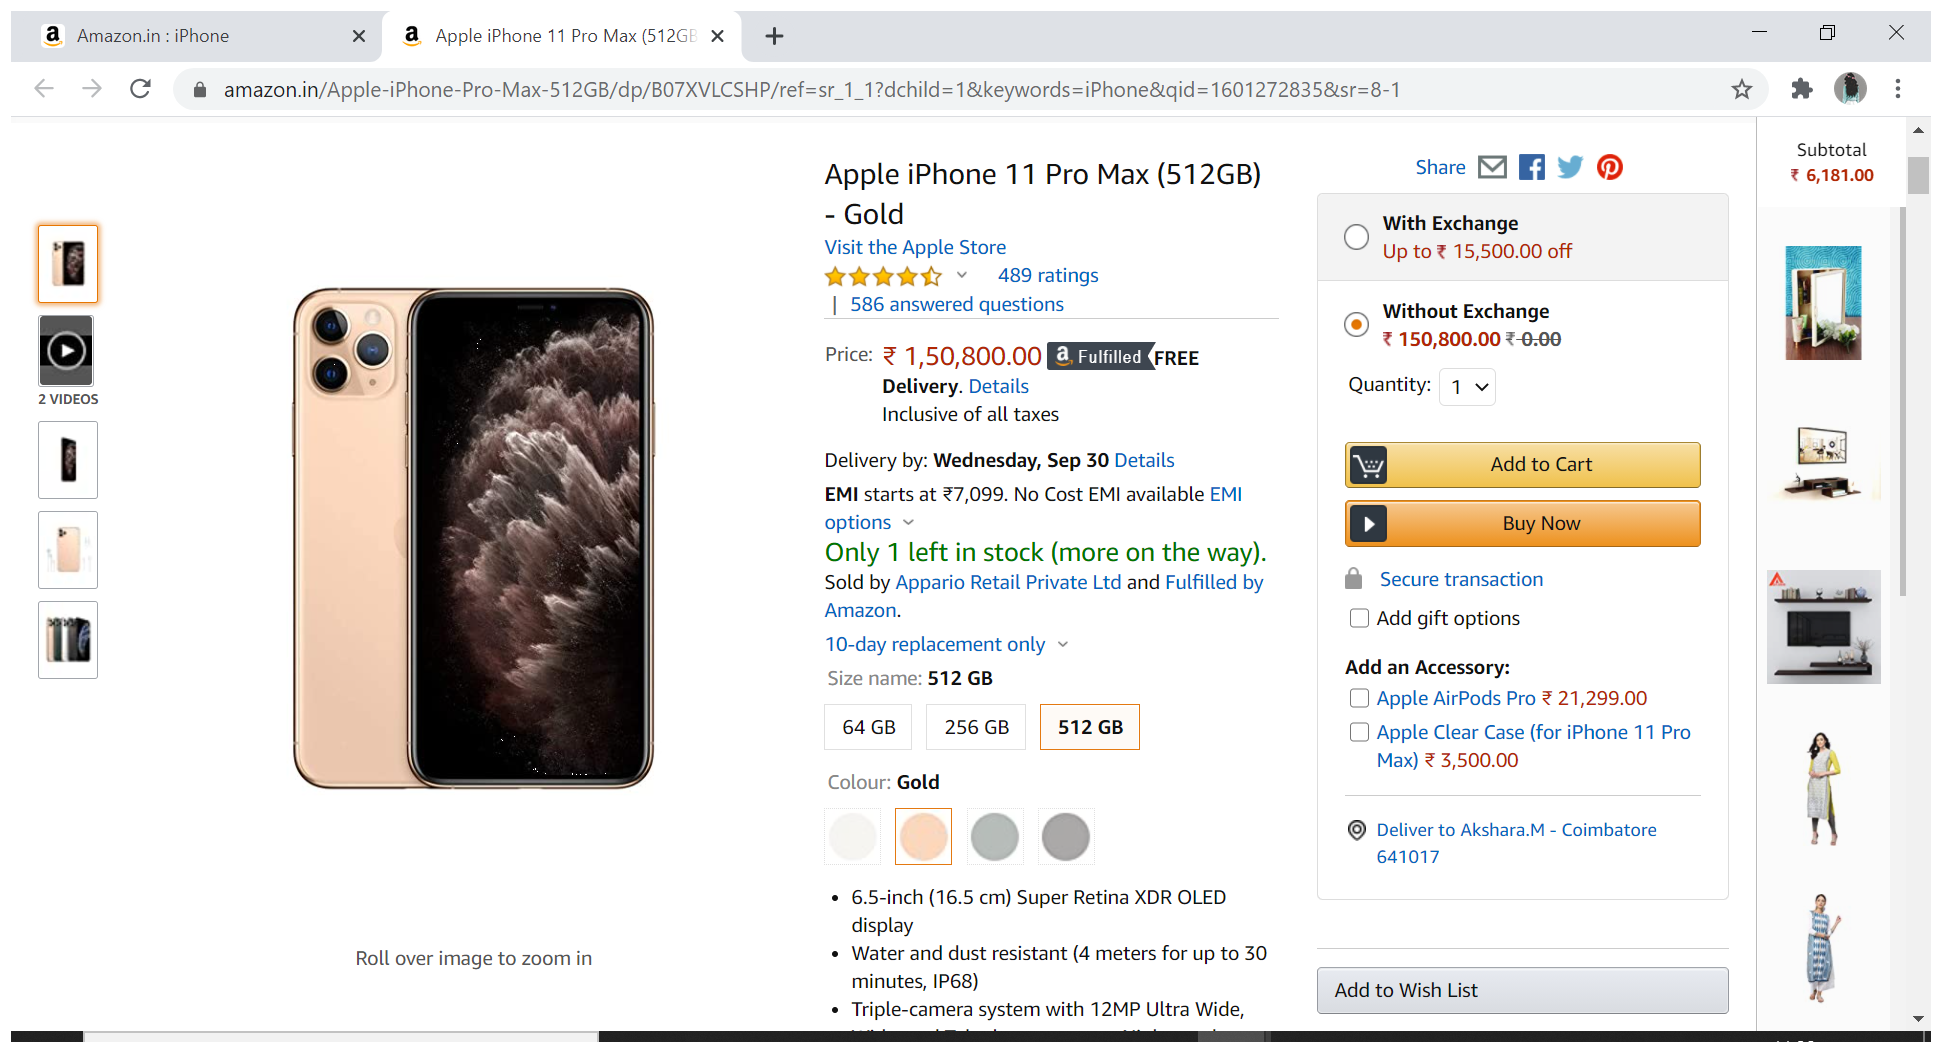 Amazon.in : iPhone
Apple iPhone 11 Pro Max (512GB
amazon.in/Apple-iPhone-Pro-Max-512GB/dp/B07XVLCSHP/ref=sr_1_1?dchild=1&keywords=iPhone&qid=1601272835&sr=8-1
2 VIDEOS
Roll over image to zoom in
Apple iPhone 11 Pro Max (512GB)
- Gold
Visit the Apple Store
489 ratings
| 586 answered questions
Price: ₹ 1,50,800.00 a Fulfilled FREE
Delivery. Details
Inclusive of all taxes
Delivery by: Wednesday, Sep 30 Details
EMI starts at ₹7,099. No Cost EMI available EMI
options
Only 1 left in stock (more on the way).
Sold by Appario Retail Private Ltd and Fulfilled by
Amazon.
10-day replacement only
Size name: 512 GB
64 GB 256 GB 512 GB
Colour: Gold
• 6.5-inch (16.5 cm) Super Retina XDR OLED
display
• Water and dust resistant (4 meters for up to 30
minutes, IP68)
• Triple-camera system with 12MP Ultra Wide,
Share
With Exchange
Up to ₹ 15,500.00 off
Without Exchange
₹ 150,800.00 ₹ 0.00
Quantity: 1
Add to Cart
Buy Now
Secure transaction
Add gift options
Add an Accessory:
Apple AirPods Pro ₹ 21,299.00
Apple Clear Case (for iPhone 11 Pro
Max) ₹ 3,500.00
Deliver to Akshara.M - Coimbatore
641017
Add to Wish List
Subtotal
₹ 6,181.00